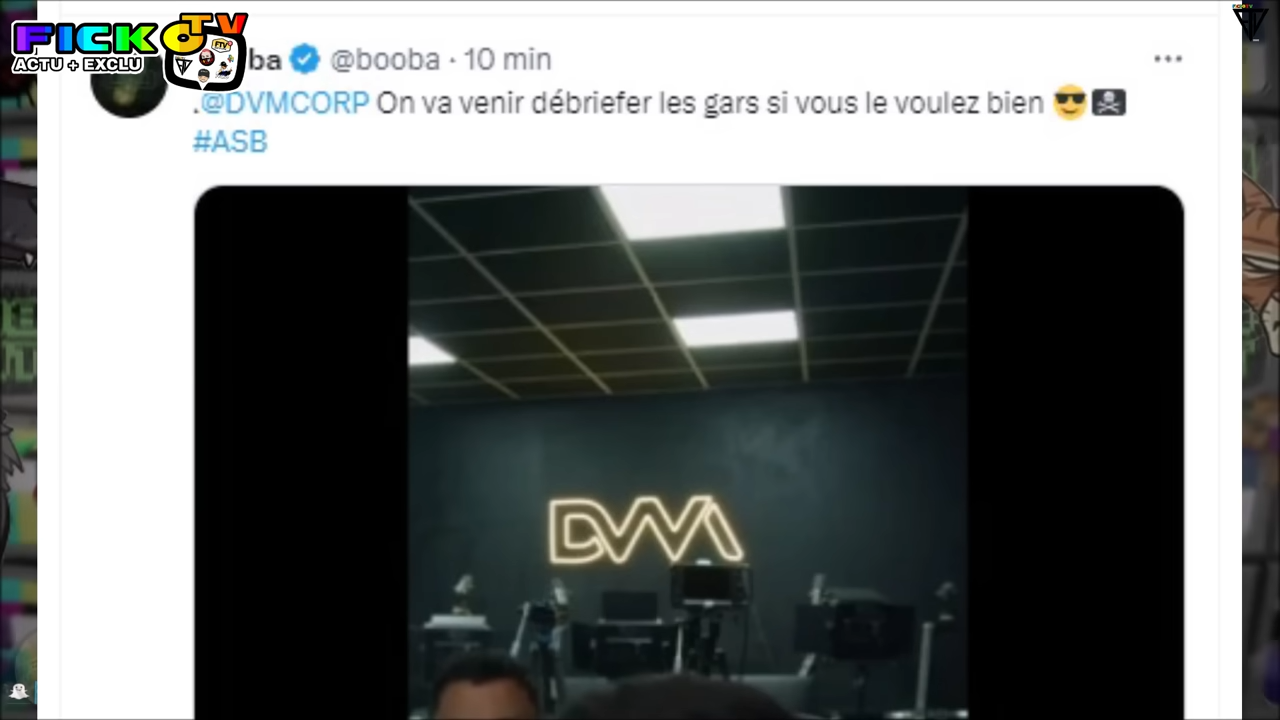 FICKO TV
ACTU + EXCLU
ba @booba · 10 min
.@DVMCORP On va venir débriefer les gars si vous le voulez bien 😎🏴‍☠️
#ASB
DVM